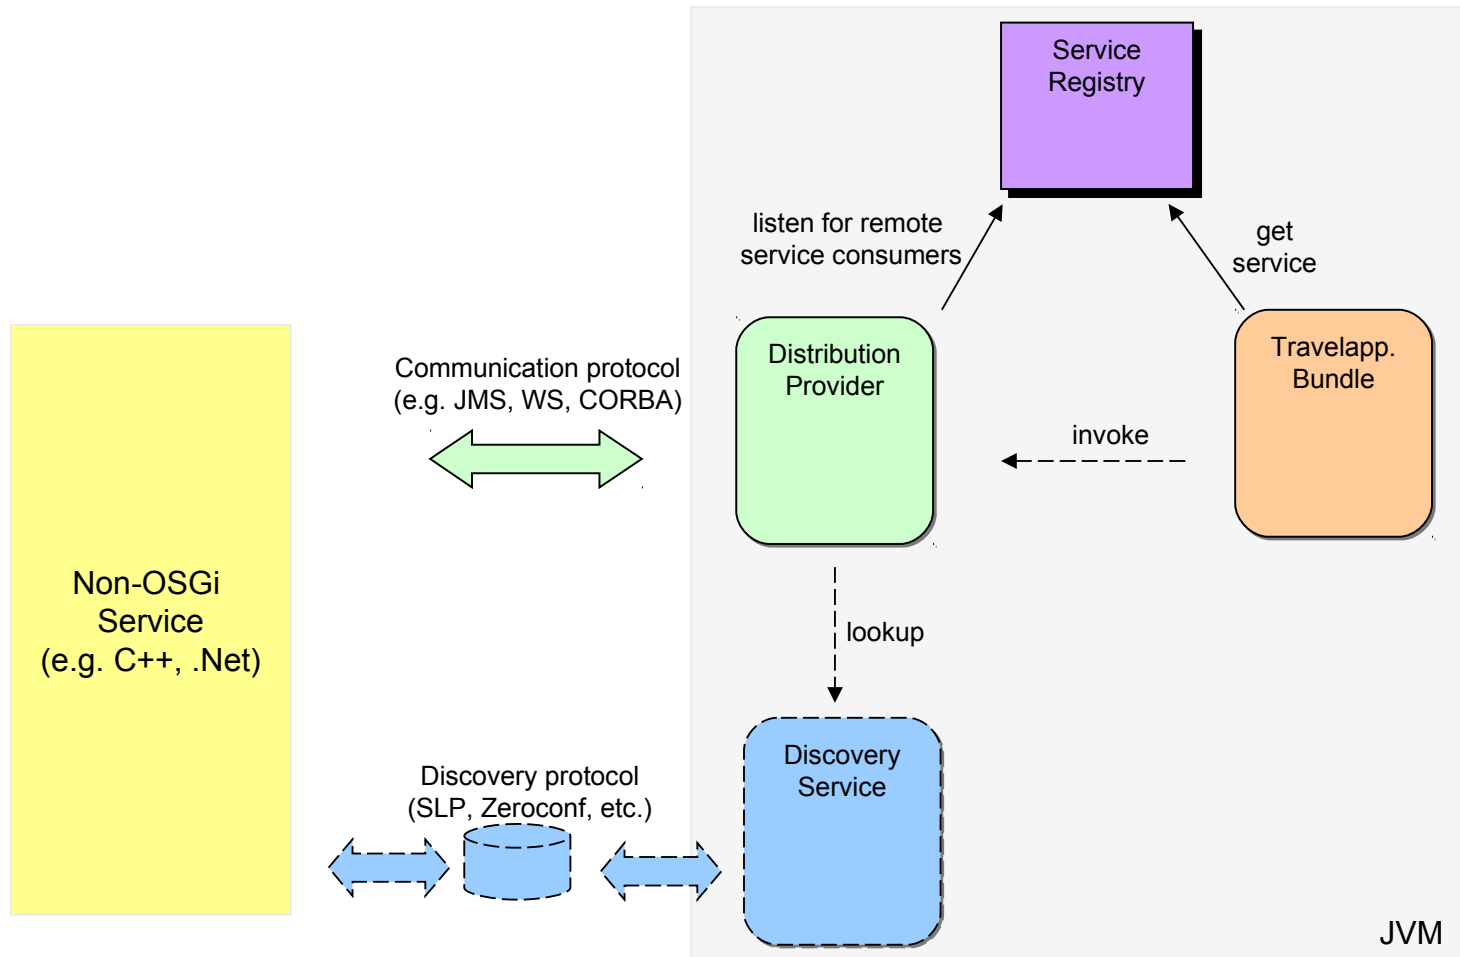 Service
Registry
listen for remote
service consumers
get
service
Communication protocol
(e.g. JMS, WS, CORBA)
Distribution
Provider
Travelapp.
Bundle
invoke
Non-OSGi
Service
(e.g. C++, .Net)
lookup
Discovery protocol
(SLP, Zeroconf, etc.)
Discovery
Service
JVM